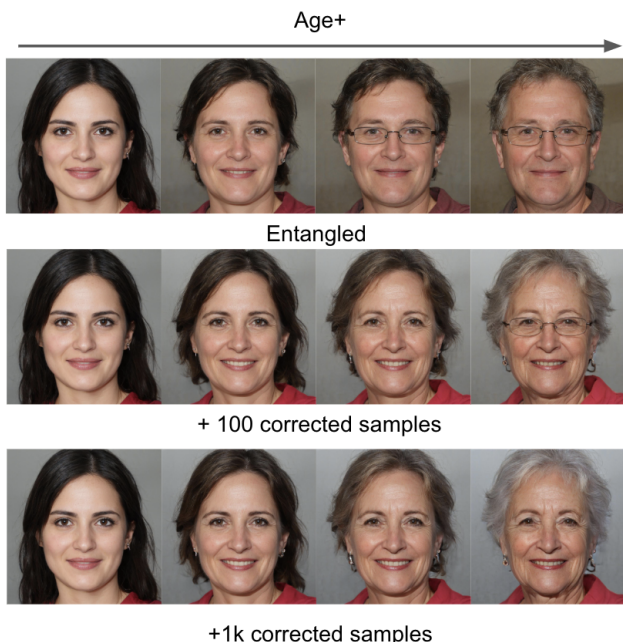 Age+
Entangled
+ 100 corrected samples
+1k corrected samples